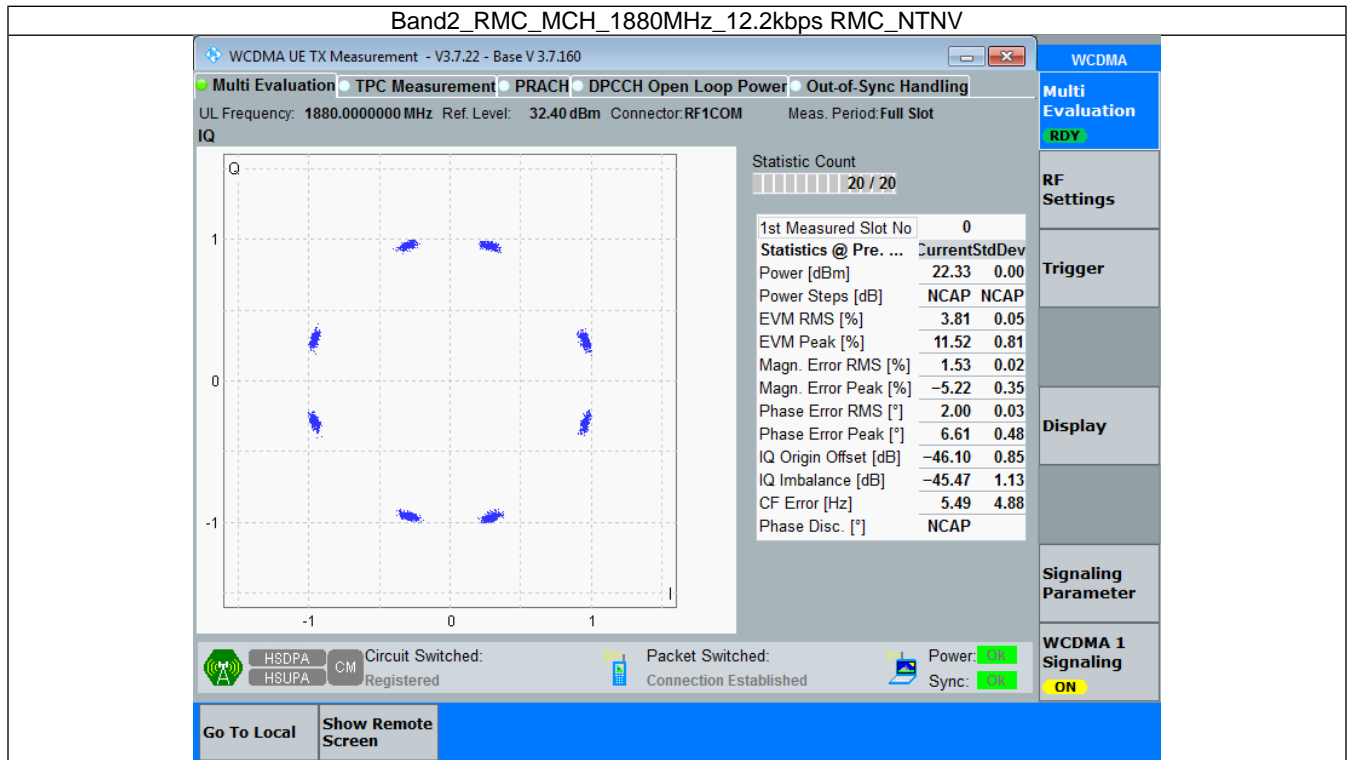 Band2_RMC_MCH_1880MHz_12.2kbps RMC_NTNV
WCDMA UE TX Measurement - V3.7.22 - Base V 3.7.160
WCDMA
Multi Evaluation TPC Measurement PRACH DPCCH Open Loop Power Out-of-Sync Handling
Multi
Evaluation
RDY
UL Frequency: 1880.0000000 MHz Ref. Level: 32.40 dBm Connector: RF1COM Meas. Period: Full Slot
IQ
Q
1
0
-1
-1 0 1
I
Statistic Count
20 / 20
1st Measured Slot No 0
Statistics @ Pre. ... Current StdDev
Power [dBm] 22.33 0.00
Power Steps [dB] NCAP NCAP
EVM RMS [%] 3.81 0.05
EVM Peak [%] 11.52 0.81
Magn. Error RMS [%] 1.53 0.02
Magn. Error Peak [%] −5.22 0.35
Phase Error RMS [°] 2.00 0.03
Phase Error Peak [°] 6.61 0.48
IQ Origin Offset [dB] −46.10 0.85
IQ Imbalance [dB] −45.47 1.13
CF Error [Hz] 5.49 4.88
Phase Disc. [°] NCAP
RF
Settings
Trigger
Display
Signaling
Parameter
WCDMA 1
Signaling
ON
HSDPA
HSUPA
CM
Circuit Switched:
Registered
Packet Switched:
Connection Established
Power: Ok
Sync: Ok
Go To Local
Show Remote
Screen